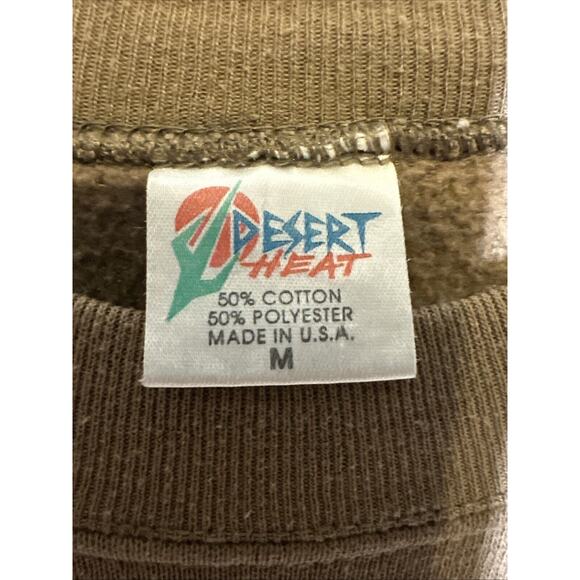 DESERT
HEAT
50% COTTON
50% POLYESTER
MADE IN U.S.A.
M